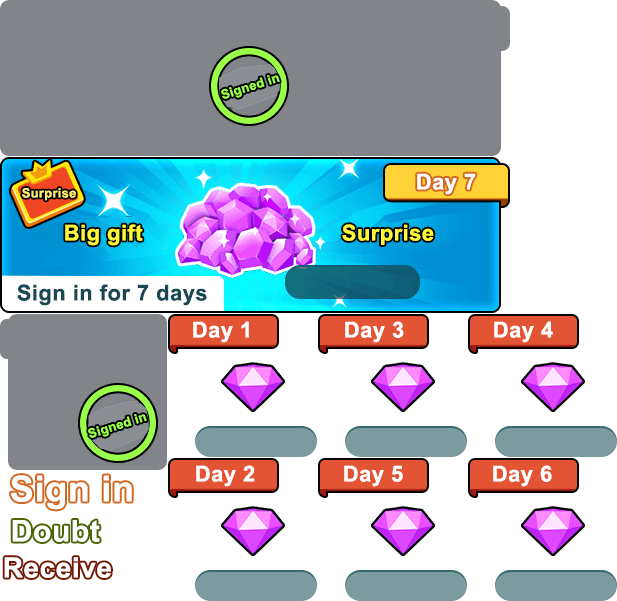 Signed in
Surprise
Day 7
Big gift
Surprise
Sign in for 7 days
Day 1
Day 3
Day 4
Signed in
Day 2
Day 5
Day 6
Sign in
Doubt
Receive